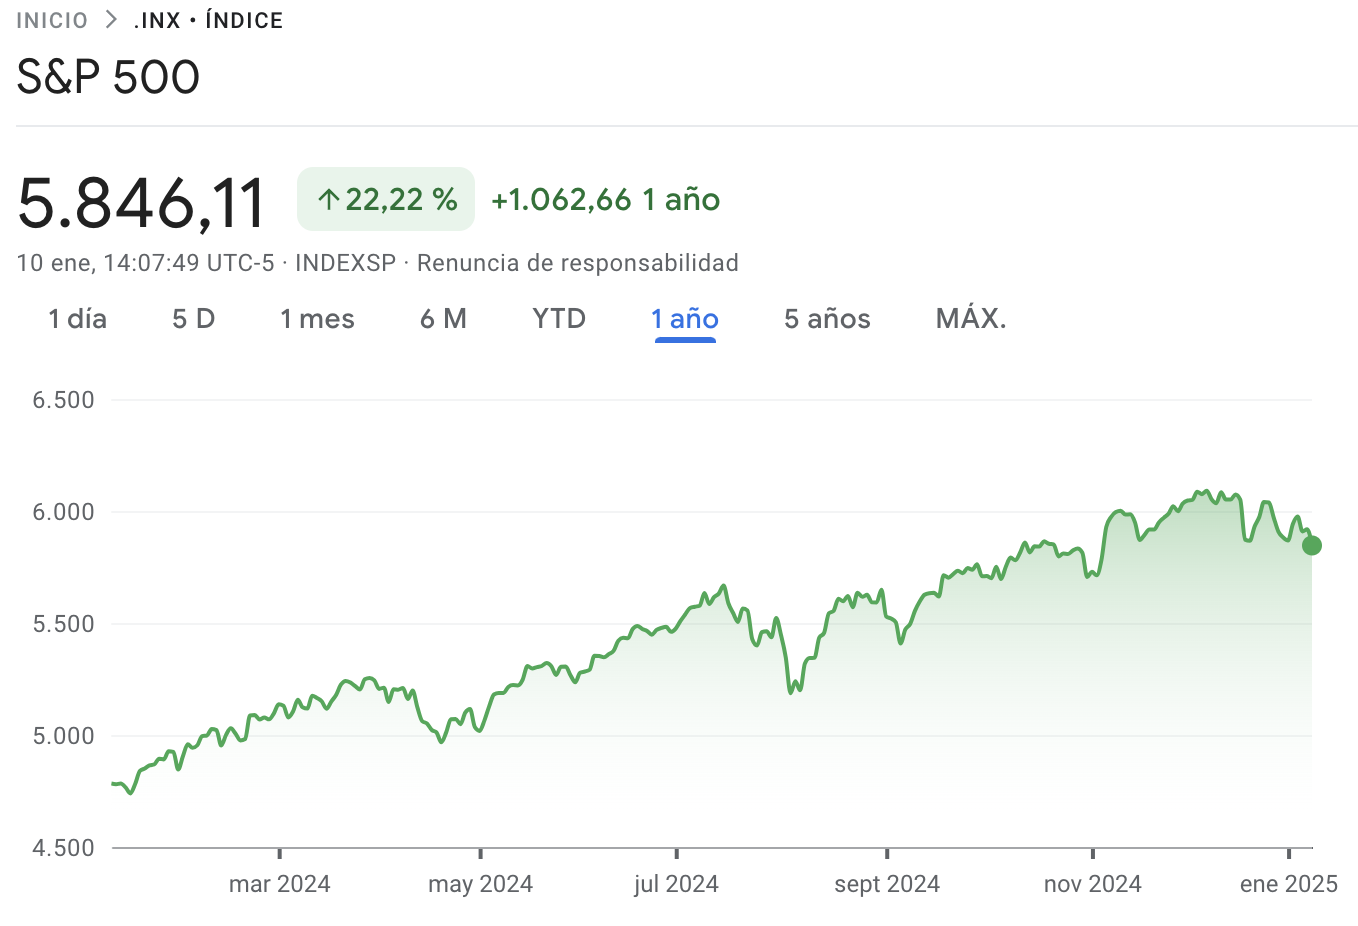 INICIO > .INX • ÍNDICE
S&P 500
5.846,11 ↑ 22,22 % +1.062,66 1 año
10 ene, 14:07:49 UTC-5 · INDEXSP · Renuncia de responsabilidad
1 día 5 D 1 mes 6 M YTD 1 año 5 años MÁX.
6.500
6.000
5.500
5.000
4.500
mar 2024 may 2024 jul 2024 sept 2024 nov 2024 ene 2025